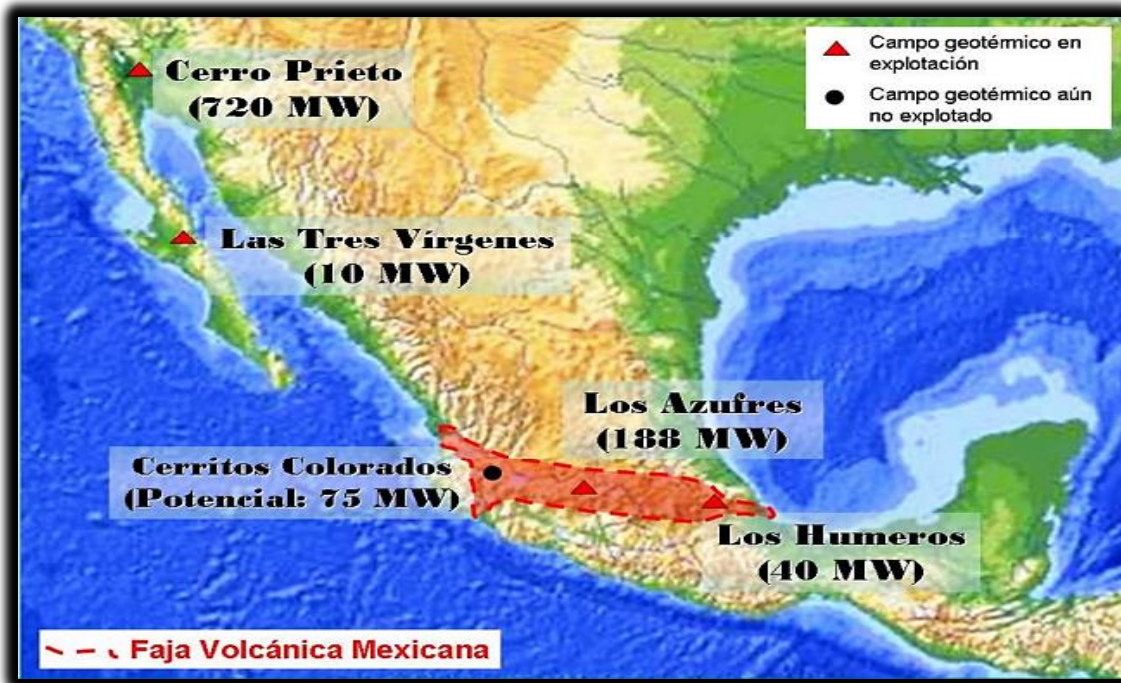 Cerro Prieto
(720 MW)
Campo geotérmico en
explotación
Campo geotérmico aún
no explotado
Las Tres Vírgenes
(10 MW)
Los Azufres
(188 MW)
Cerritos Colorados
(Potencial: 75 MW)
Los Humeros
(40 MW)
Faja Volcánica Mexicana